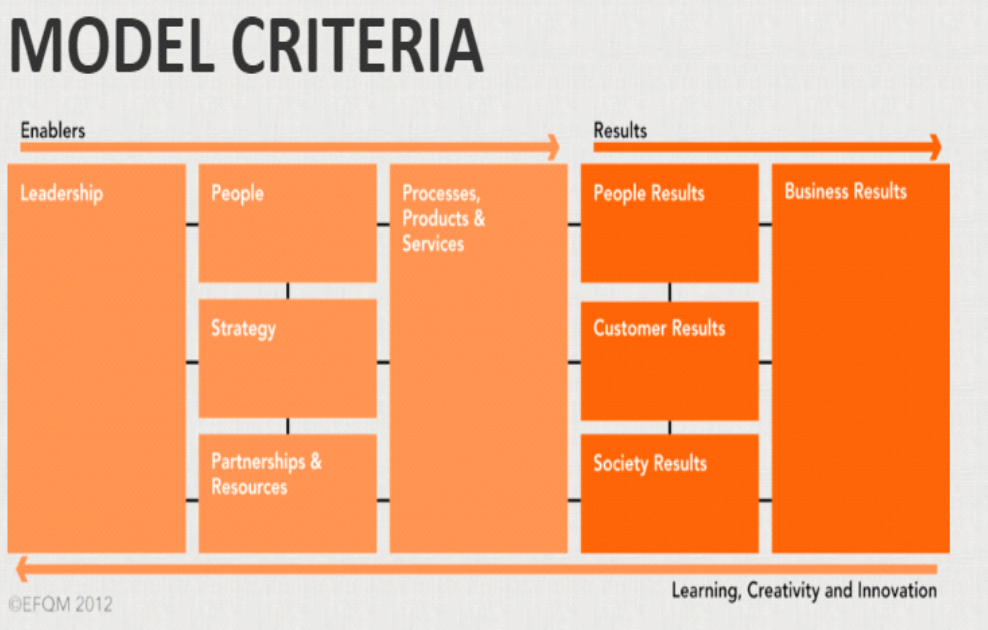 MODEL CRITERIA
Enablers
Results
Leadership
People
Processes,
Products &
Services
People Results
Business Results
Strategy
Customer Results
Partnerships &
Resources
Society Results
Learning, Creativity and Innovation
©EFQM 2012